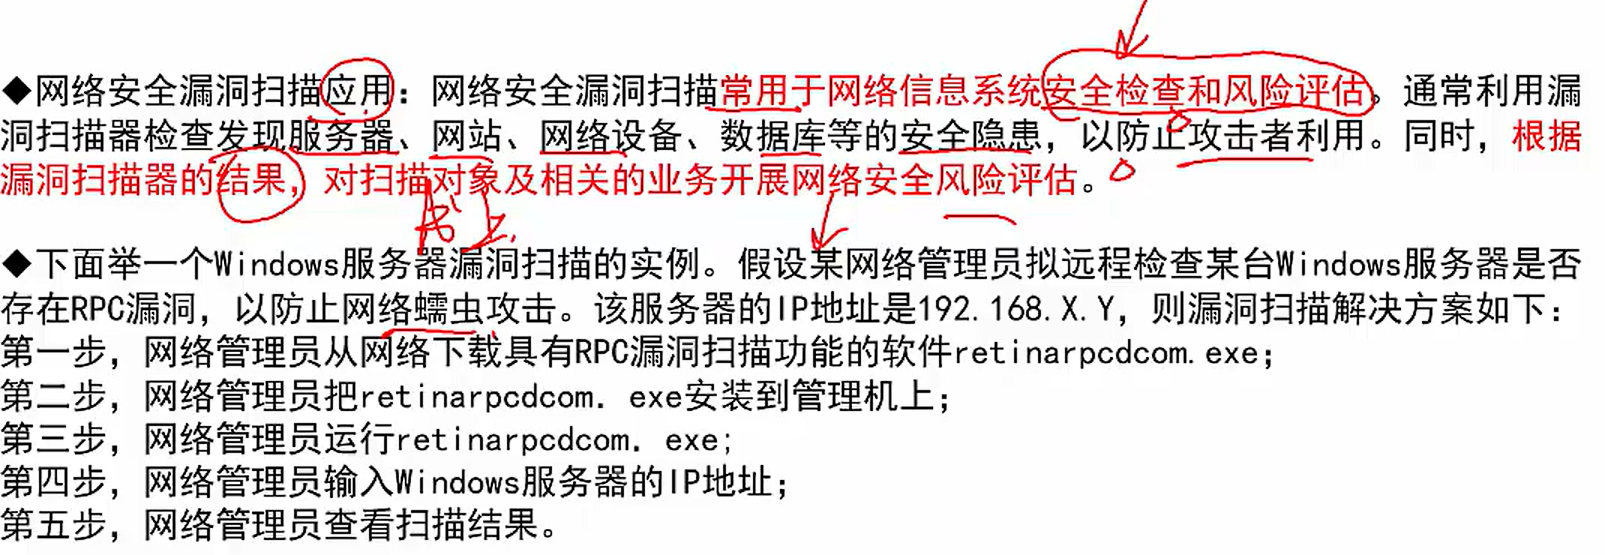 ◆网络安全漏洞扫描应用：网络安全漏洞扫描常用于网络信息系统安全检查和风险评估。通常利用漏
洞扫描器检查发现服务器、网站、网络设备、数据库等的安全隐患，以防止攻击者利用。同时，根据
漏洞扫描器的结果，对扫描对象及相关的业务开展网络安全风险评估。
◆下面举一个Windows服务器漏洞扫描的实例。假设某网络管理员拟远程检查某台Windows服务器是否
存在RPC漏洞，以防止网络蠕虫攻击。该服务器的IP地址是192.168.X.Y，则漏洞扫描解决方案如下：
第一步，网络管理员从网络下载具有RPC漏洞扫描功能的软件retinarpcdcom.exe；
第二步，网络管理员把retinarpcdcom. exe安装到管理机上；
第三步，网络管理员运行retinarpcdcom. exe;
第四步，网络管理员输入Windows服务器的IP地址；
第五步，网络管理员查看扫描结果。